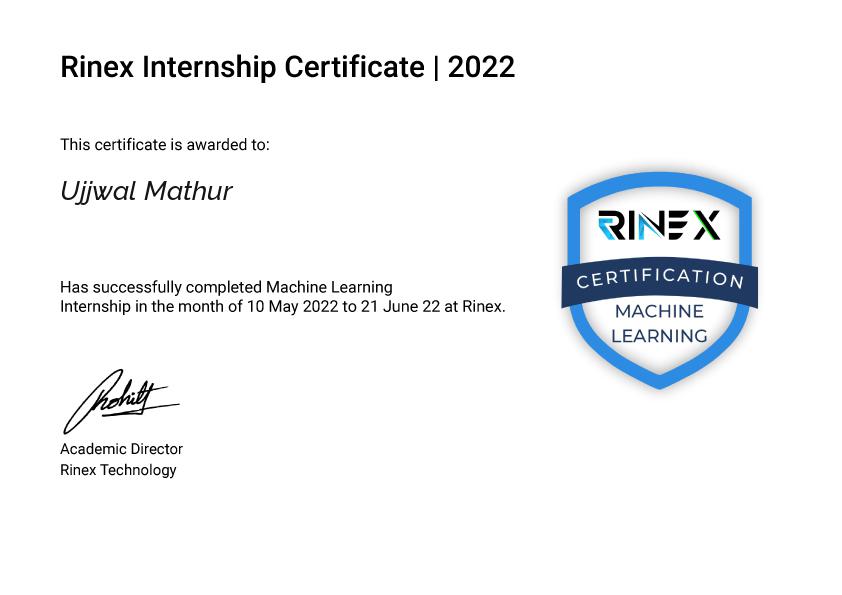 Rinex Internship Certificate | 2022
This certificate is awarded to:
Ujjwal Mathur
Has successfully completed Machine Learning
Internship in the month of 10 May 2022 to 21 June 22 at Rinex.
Academic Director
Rinex Technology
RINEX
CERTIFICATION
MACHINE
LEARNING